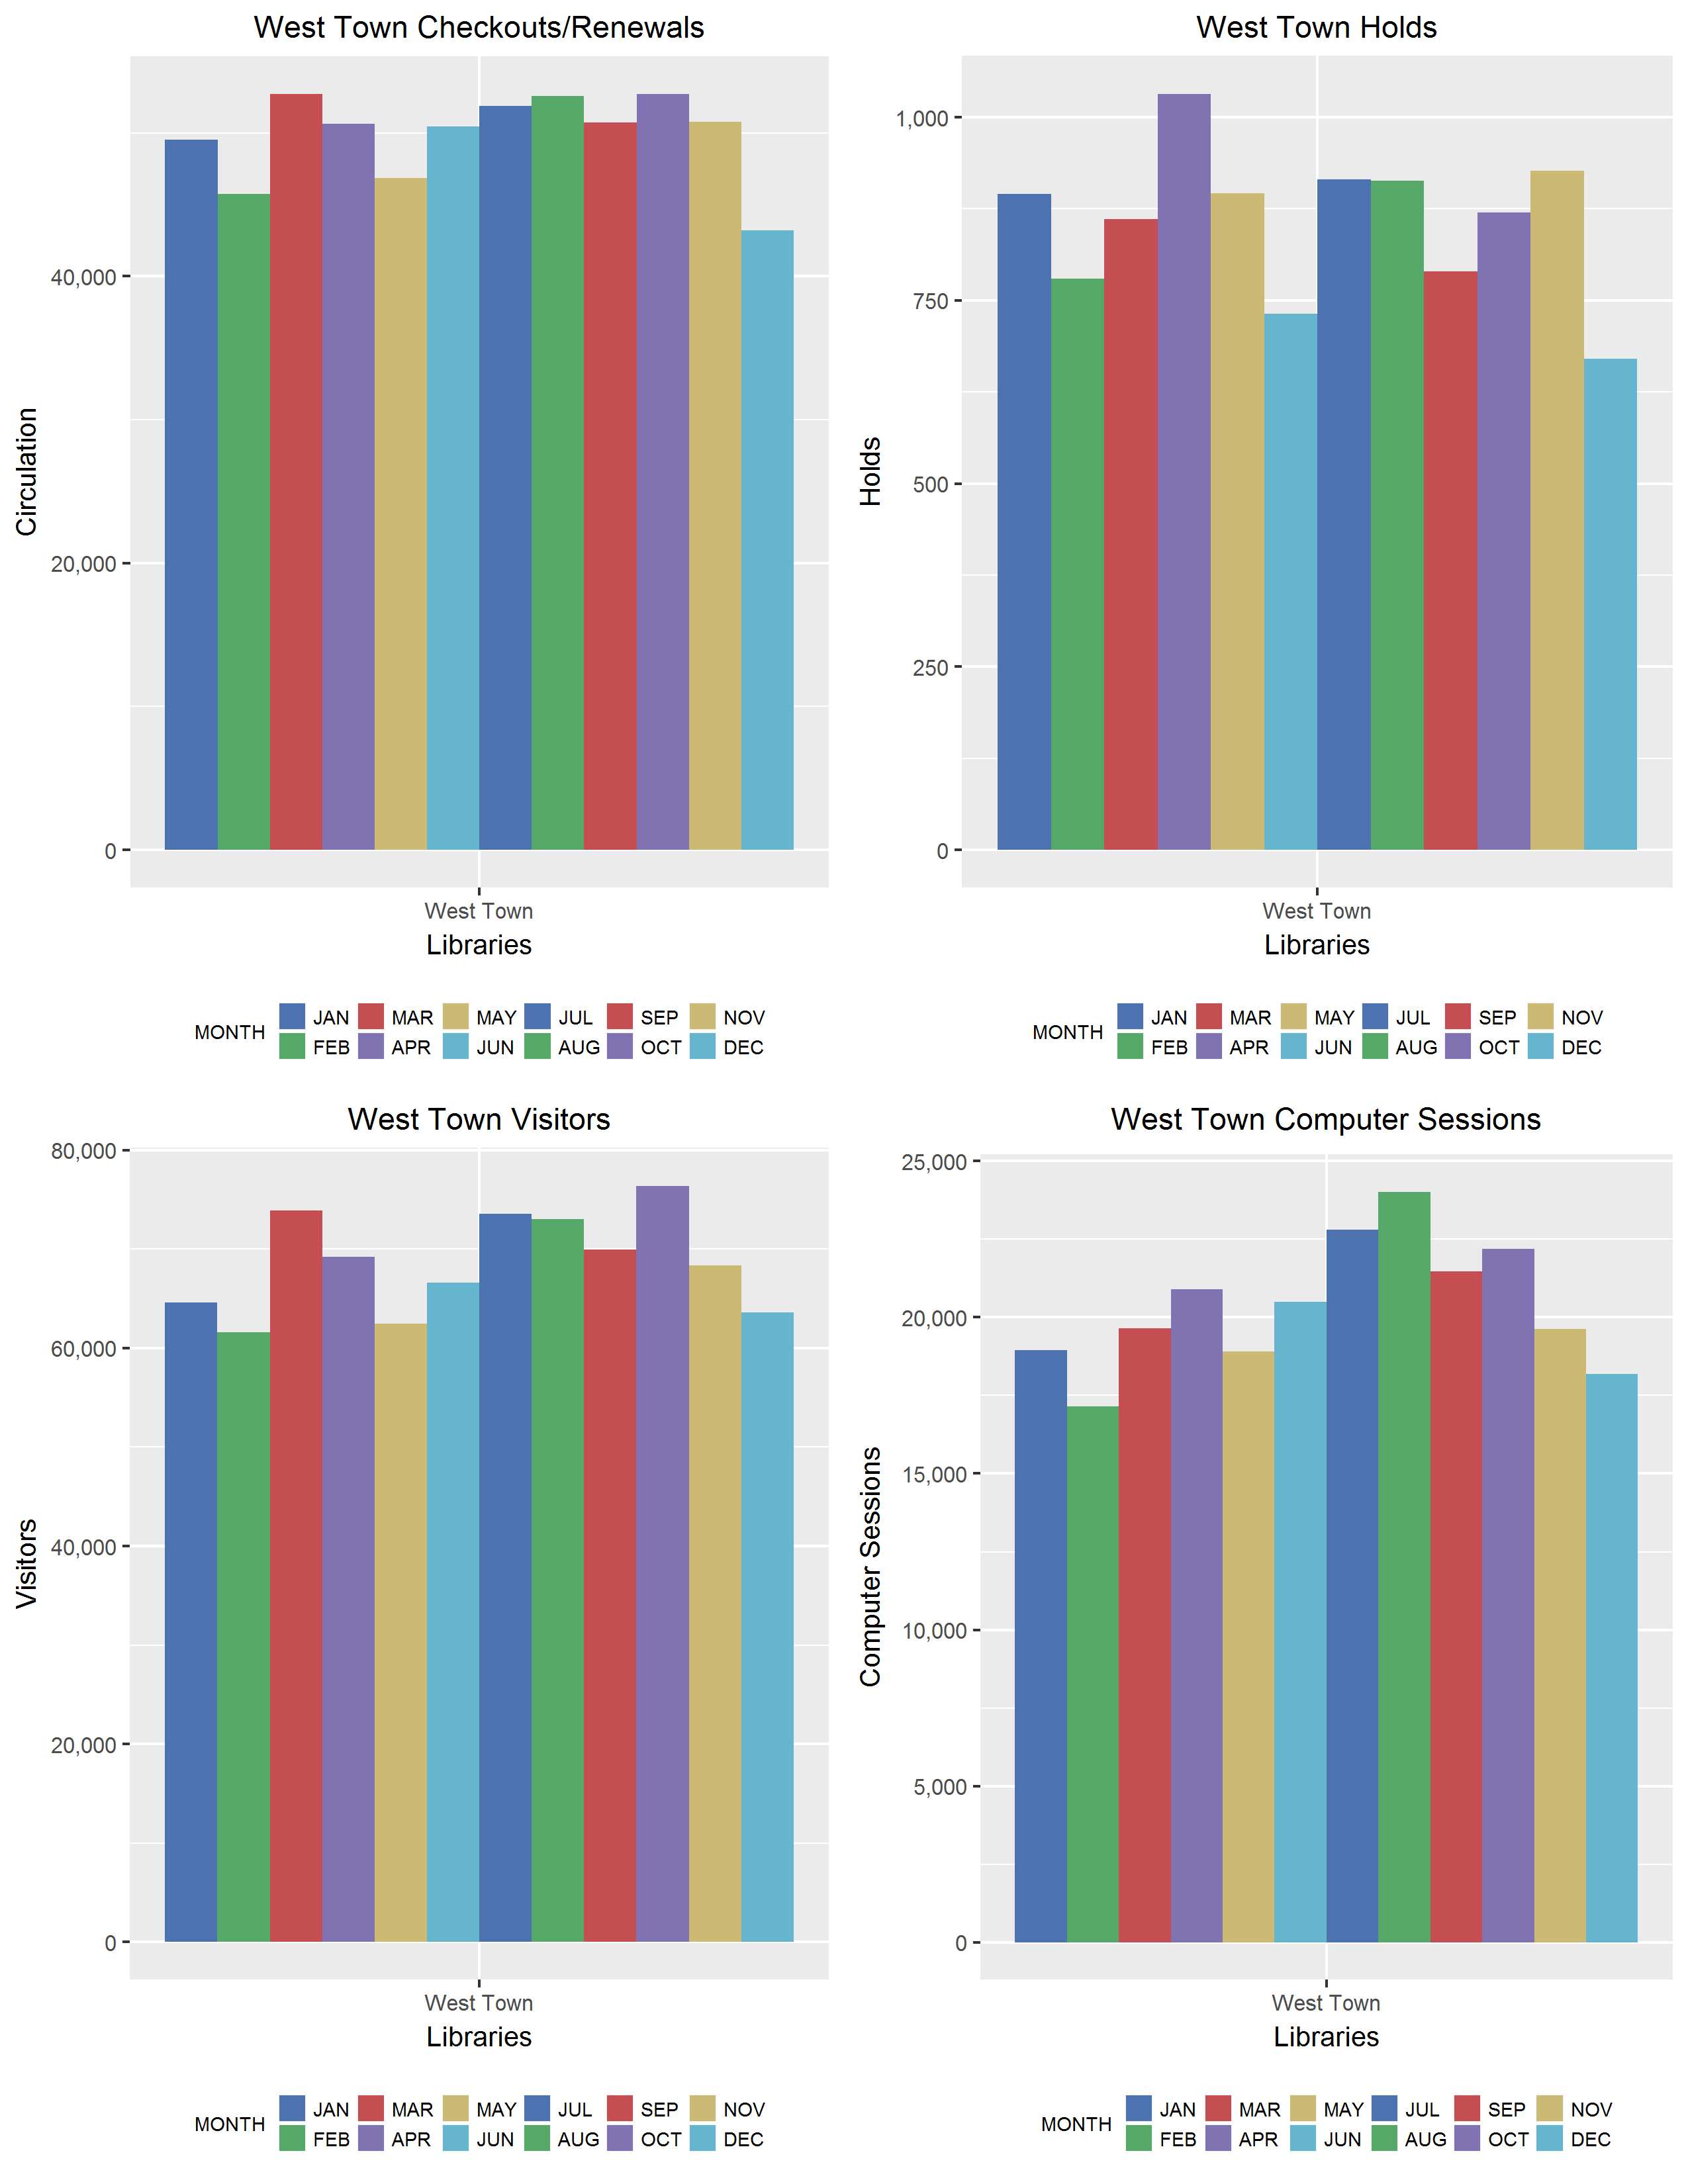 West Town Checkouts/Renewals
Circulation
40,000
20,000
0
West Town
Libraries
MONTH
JAN MAR MAY JUL SEP NOV
FEB APR JUN AUG OCT DEC
West Town Holds
Holds
1,000
750
500
250
0
West Town
Libraries
MONTH
JAN MAR MAY JUL SEP NOV
FEB APR JUN AUG OCT DEC
West Town Visitors
Visitors
80,000
60,000
40,000
20,000
0
West Town
Libraries
MONTH
JAN MAR MAY JUL SEP NOV
FEB APR JUN AUG OCT DEC
West Town Computer Sessions
Computer Sessions
25,000
20,000
15,000
10,000
5,000
0
West Town
Libraries
MONTH
JAN MAR MAY JUL SEP NOV
FEB APR JUN AUG OCT DEC